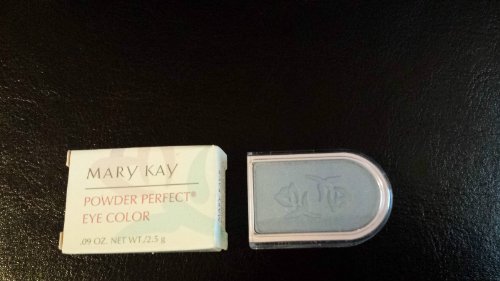 MARY KAY
POWDER PERFECT®
EYE COLOR
.09 OZ. NET WT./2.5 g